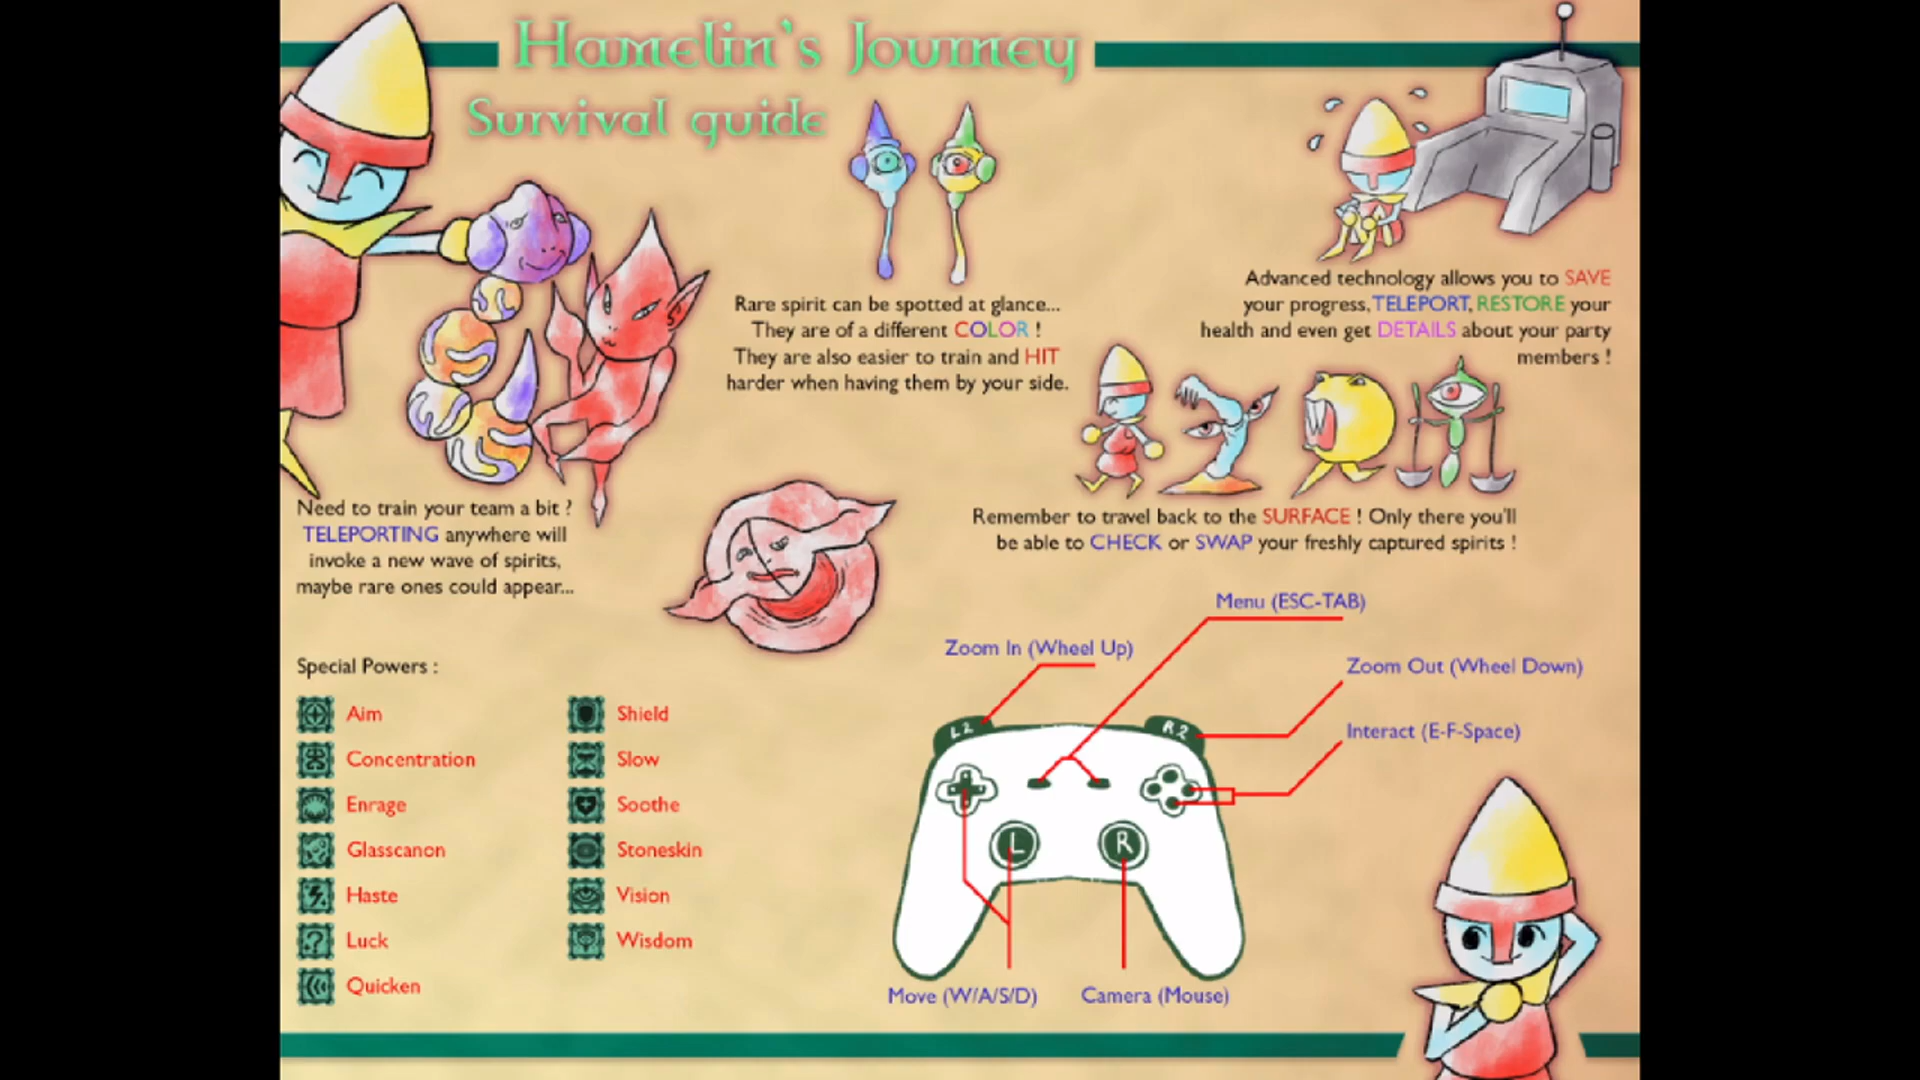 Hamelin's Journey
Survival guide
Rare spirit can be spotted at glance...
They are of a different COLOR !
They are also easier to train and HIT
harder when having them by your side.
Advanced technology allows you to SAVE
your progress, TELEPORT, RESTORE your
health and even get DETAILS about your party
members !
Need to train your team a bit ?
TELEPORTING anywhere will
invoke a new wave of spirits,
maybe rare ones could appear...
Remember to travel back to the SURFACE ! Only there you'll
be able to CHECK or SWAP your freshly captured spirits !
Special Powers :
Aim
Concentration
Enrage
Glasscanon
Haste
Luck
Quicken
Shield
Slow
Soothe
Stoneskin
Vision
Wisdom
Menu (ESC-TAB)
Zoom In (Wheel Up)
Zoom Out (Wheel Down)
Interact (E-F-Space)
L2
R2
L
R
Move (W/A/S/D)
Camera (Mouse)